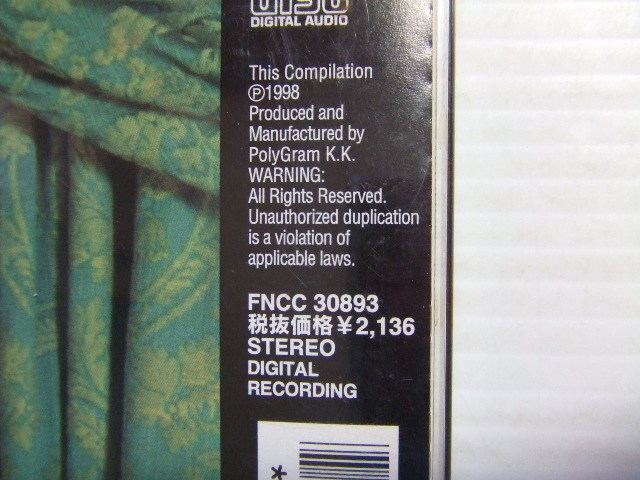 DIGITAL AUDIO
This Compilation
Ⓟ1998
Produced and
Manufactured by
PolyGram K.K.
WARNING:
All Rights Reserved.
Unauthorized duplication
is a violation of
applicable laws.
FNCC 30893
税抜価格￥2,136
STEREO
DIGITAL
RECORDING
*